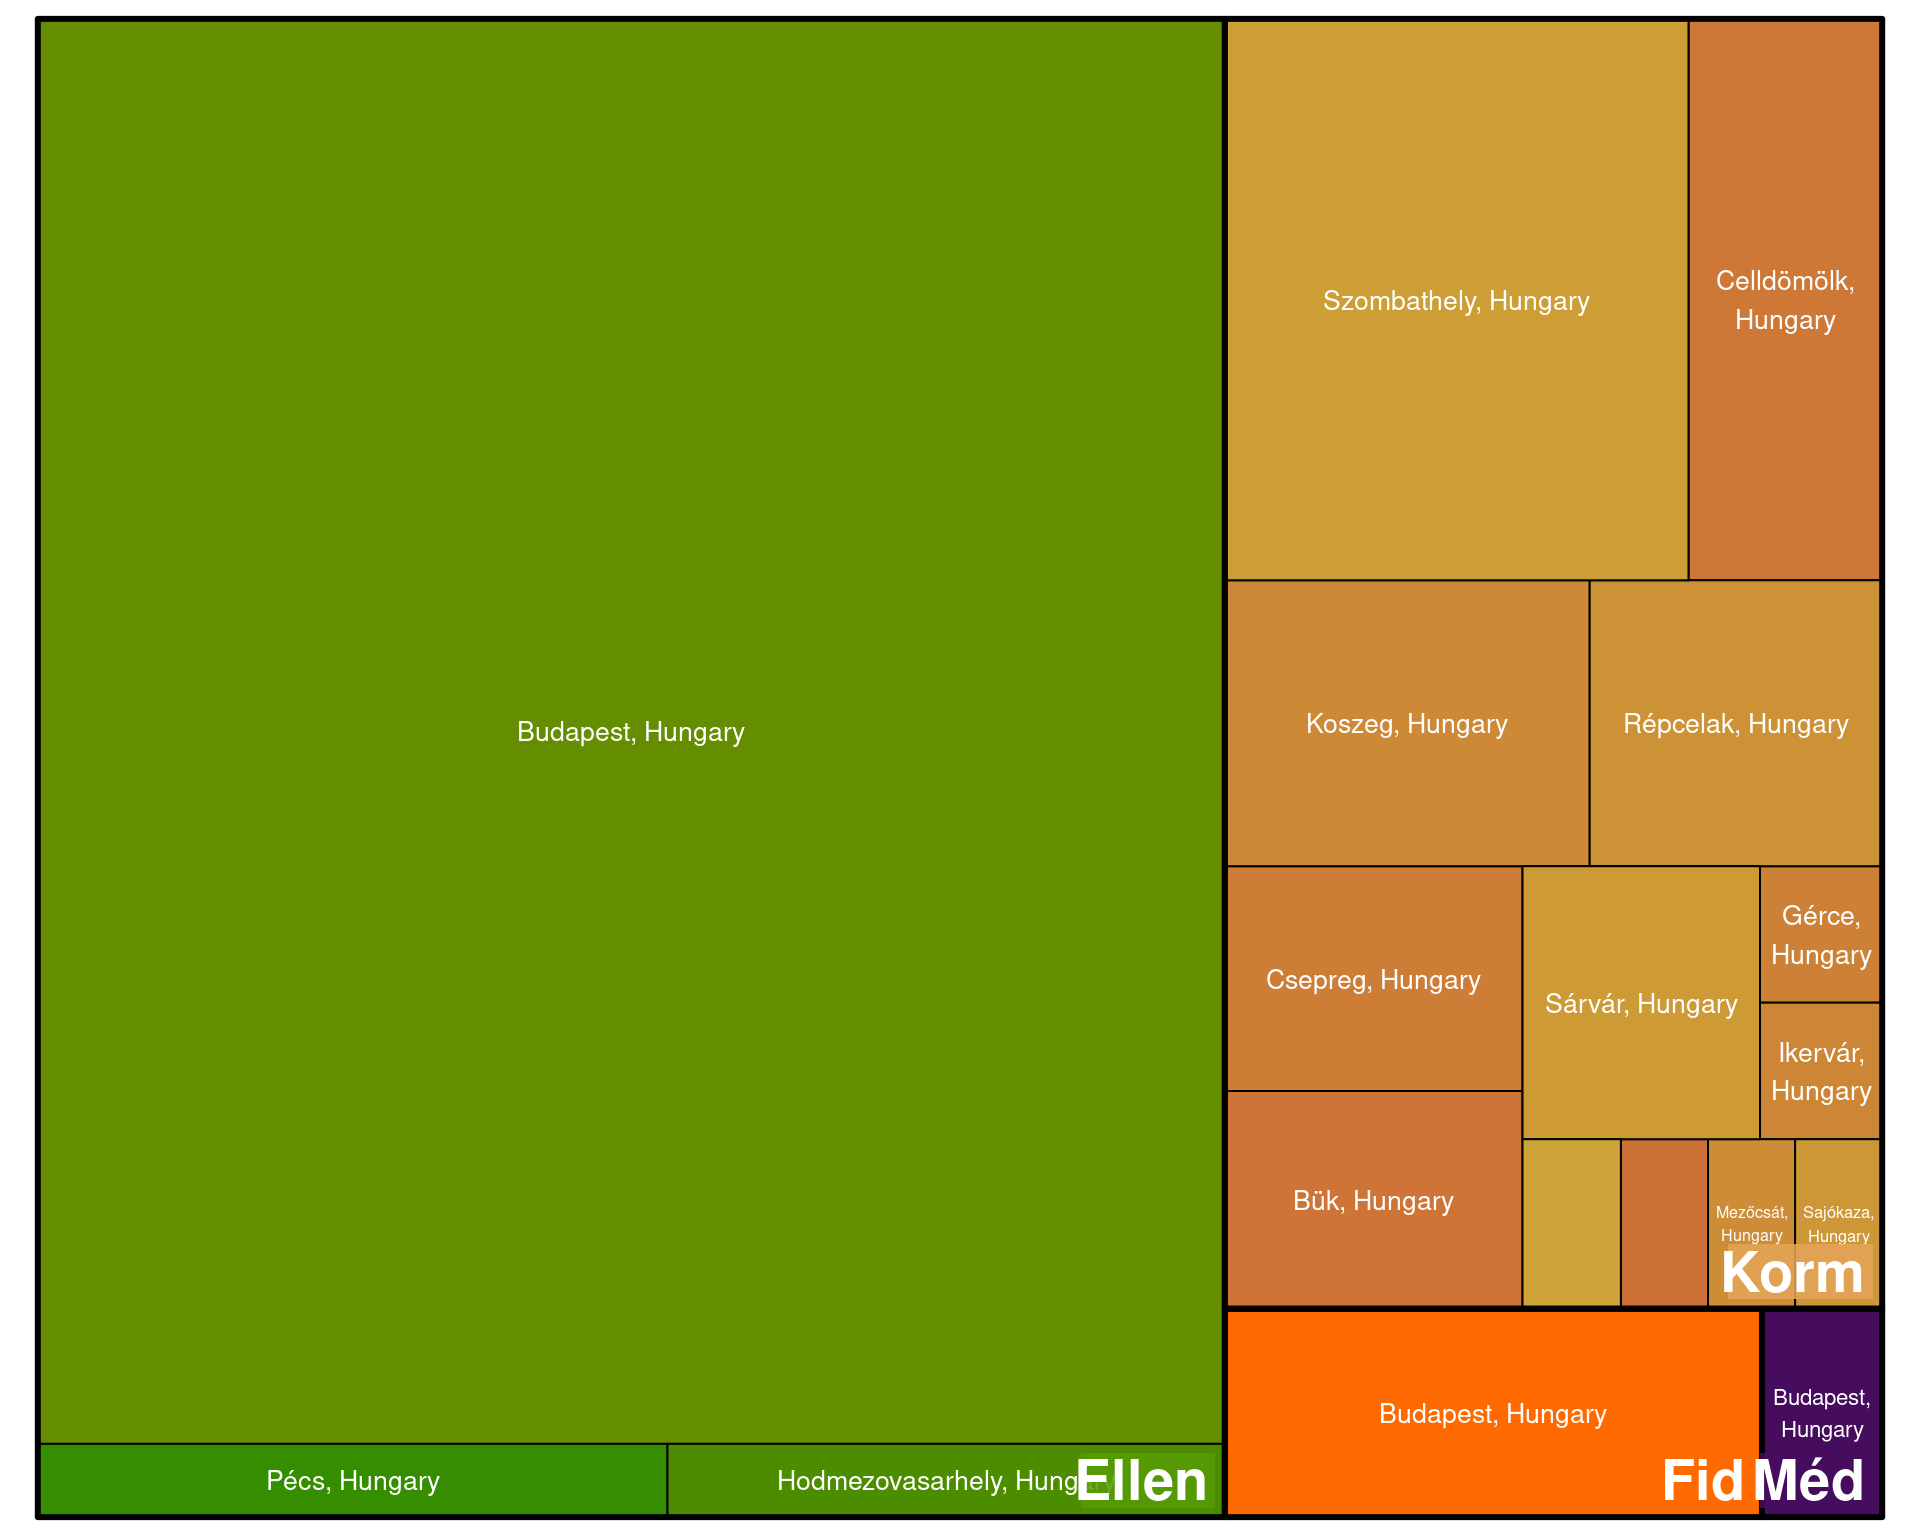 Budapest, Hungary
Pécs, Hungary
Hodmezovasarhely, Hungary
Ellen
Szombathely, Hungary
Celldömölk,
Hungary
Koszeg, Hungary
Répcelak, Hungary
Csepreg, Hungary
Bük, Hungary
Sárvár, Hungary
Gérce,
Hungary
Ikervár,
Hungary
Mezőcsát,
Hungary
Sajókaza,
Hungary
Korm
Budapest, Hungary
Fid
Budapest,
Hungary
Méd